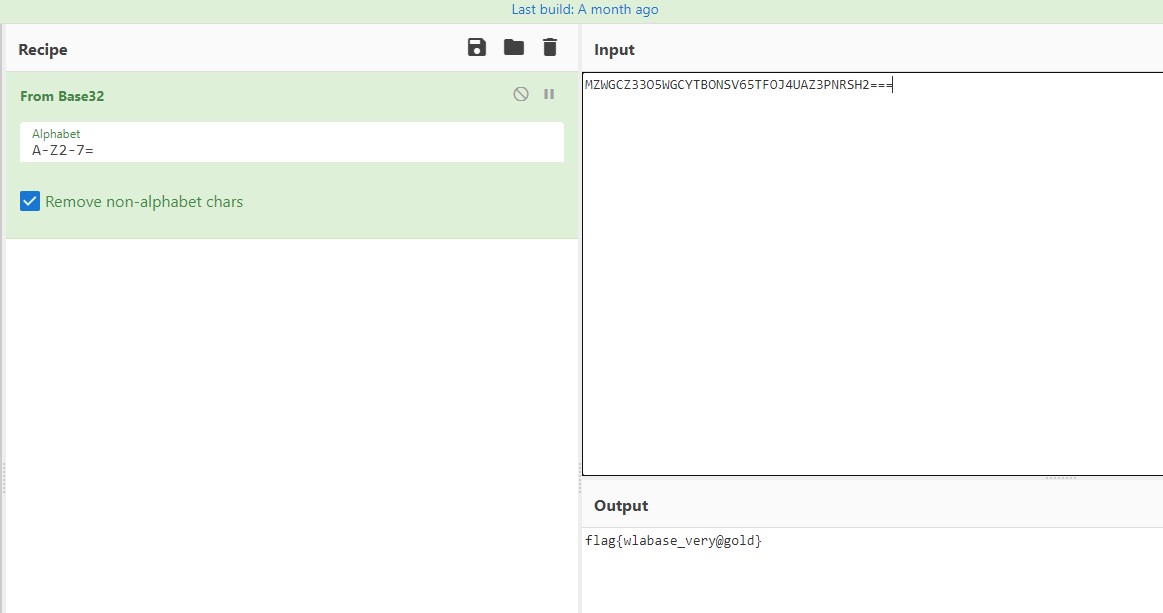 Last build: A month ago
Recipe
From Base32
Alphabet
A-Z2-7=
Remove non-alphabet chars
Input
MZWGCZ33O5WGCYTBONSV65TFOJ4UAZ3PNRSH2===
Output
flag{wlabase_very@gold}